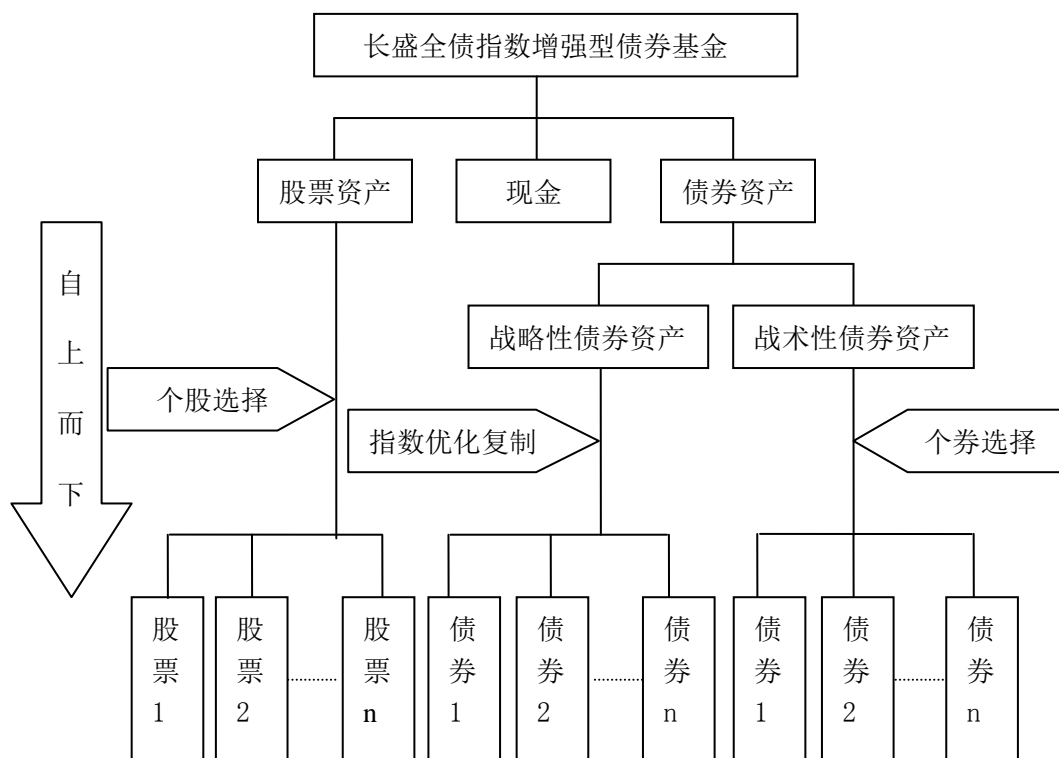 长盛全债指数增强型债券基金
股票资产
现金
债券资产
自上而下
战略性债券资产
战术性债券资产
个股选择
指数优化复制
个券选择
股票1
股票2
………
股票n
债券1
债券2
………
债券n
债券1
债券2
………
债券n